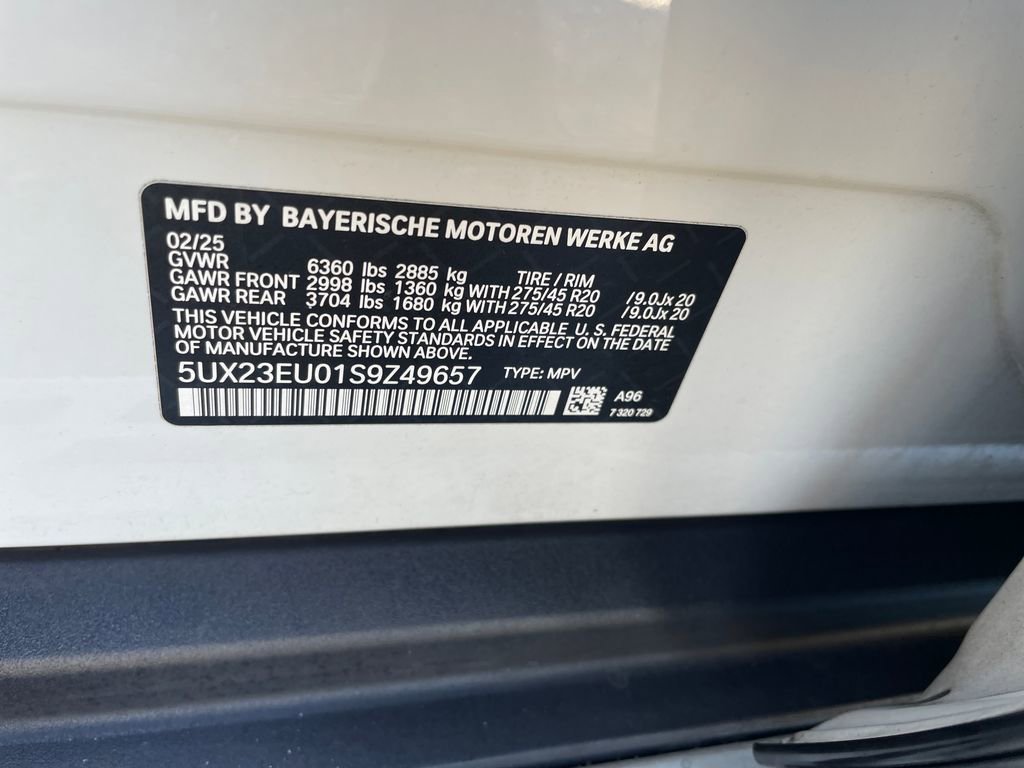 MFD BY BAYERISCHE MOTOREN WERKE AG
02/25
GVWR 6360 lbs 2885 kg TIRE / RIM
GAWR FRONT 2998 lbs 1360 kg WITH 275/45 R20 /9.0Jx20
GAWR REAR 3704 lbs 1680 kg WITH 275/45 R20 /9.0Jx20
THIS VEHICLE CONFORMS TO ALL APPLICABLE U.S. FEDERAL
MOTOR VEHICLE SAFETY STANDARDS IN EFFECT ON THE DATE
OF MANUFACTURE SHOWN ABOVE.
5UX23EU01S9Z49657 TYPE: MPV
A96
7 320 729